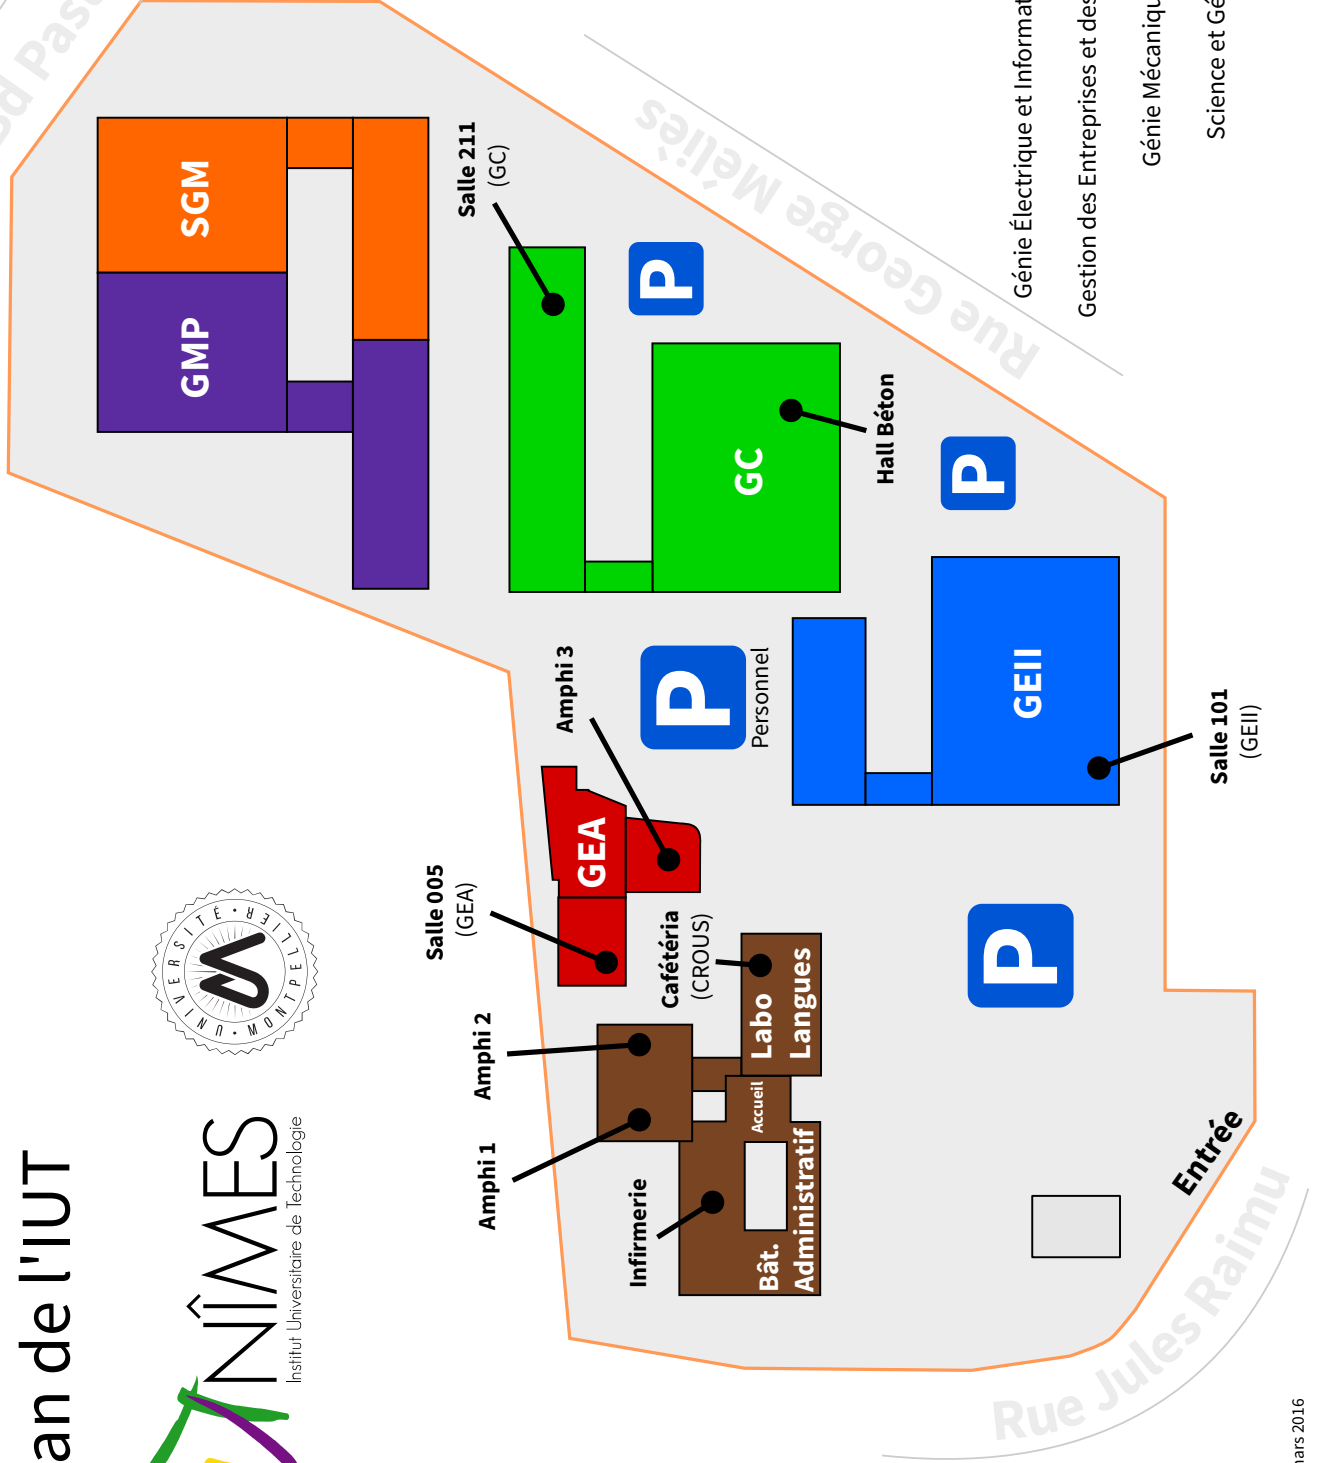 an de l'IUT
NÎMES
Institut Universitaire de Technologie
UNIVERSITÉ • MONTPELLIER •
Bd Pasc
SGM
GMP
Salle 211
(GC)
GC
Hall Béton
P
P
Rue George Méliès
Amphi 3
P
Personnel
GEII
Salle 101
(GEII)
GEA
Salle 005
(GEA)
Cafétéria
(CROUS)
Labo
Langues
P
Amphi 2
Amphi 1
Accueil
Infirmerie
Bât.
Administratif
Entrée
Rue Jules Raimu
Génie Électrique et Informat
Gestion des Entreprises et des
Génie Mécaniqu
Science et Gé
ars 2016